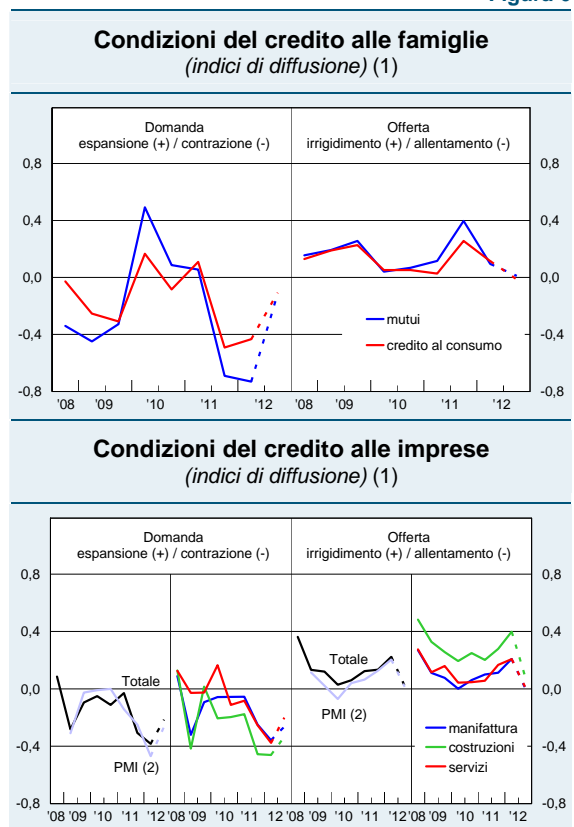 Condizioni del credito alle famiglie
(indici di diffusione) (1)
Domanda
espansione (+) / contrazione (-)
Offerta
irrigidimento (+) / allentamento (-)
0,8 0,8
0,4 0,4
0,0 0,0
-0,4 -0,4
-0,8 -0,8
mutui
credito al consumo
'08 '09 '10 '11 '12 '08 '09 '10 '11 '12
Condizioni del credito alle imprese
(indici di diffusione) (1)
Domanda
espansione (+) / contrazione (-)
Offerta
irrigidimento (+) / allentamento (-)
0,8 0,8
0,4 0,4
0,0 0,0
-0,4 -0,4
-0,8 -0,8
Totale
PMI (2)
Totale
PMI (2)
manifattura
costruzioni
servizi
'08 '09 '10 '11 12 '08 '09 '10 '11 12 '08 '09 '10 '11 12 '08 '09 '10 '11 '12